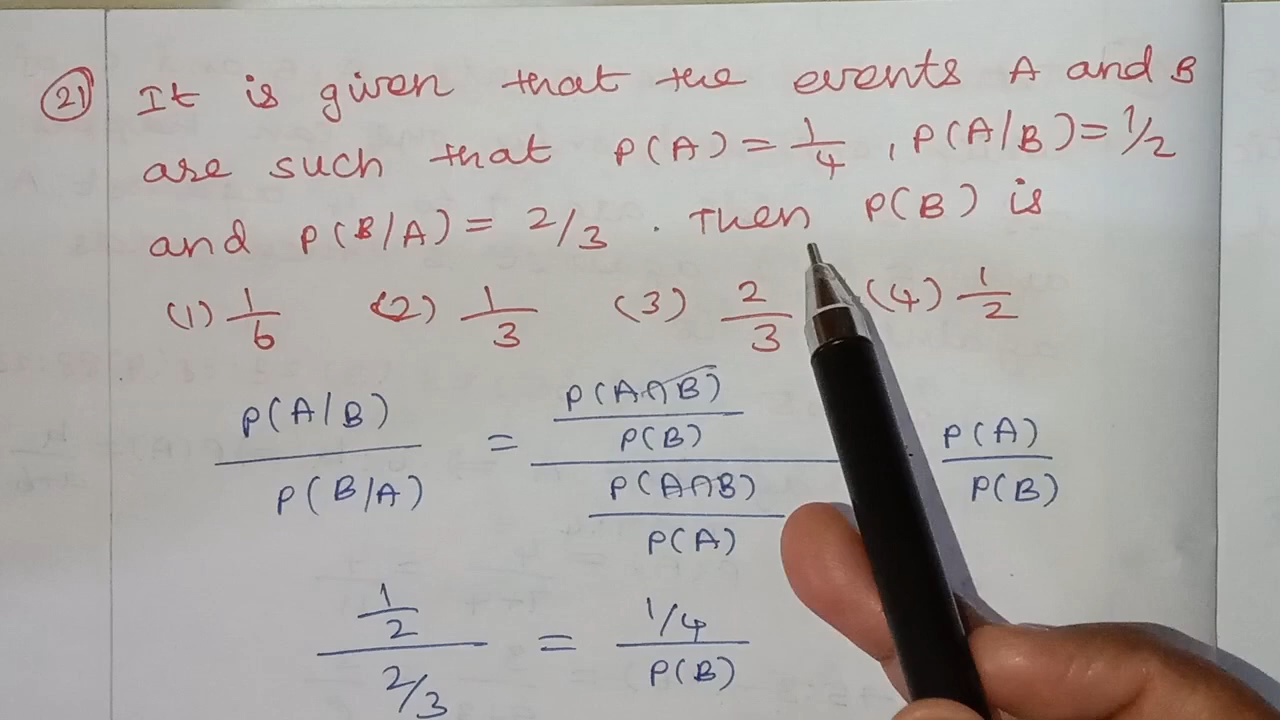 21 It is given that the events A and B
are such that P(A) = 1/4, P(A/B) = 1/2
and P(B/A) = 2/3. Then P(B) is
(1) 1/6 (2) 1/3 (3) 2/3 (4) 1/2
P(A/B) / P(B/A) = P(A∩B)/P(B) / P(A∩B)/P(A) P(A)/P(B)
1/2 / 2/3 = 1/4 / P(B)